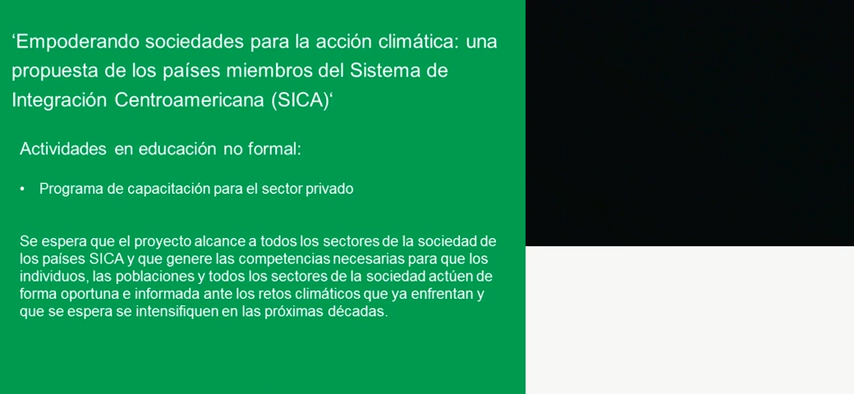 ‘Empoderando sociedades para la acción climática: una
propuesta de los países miembros del Sistema de
Integración Centroamericana (SICA)‘
Actividades en educación no formal:
• Programa de capacitación para el sector privado
Se espera que el proyecto alcance a todos los sectores de la sociedad de
los países SICA y que genere las competencias necesarias para que los
individuos, las poblaciones y todos los sectores de la sociedad actúen de
forma oportuna e informada ante los retos climáticos que ya enfrentan y
que se espera se intensifiquen en las próximas décadas.